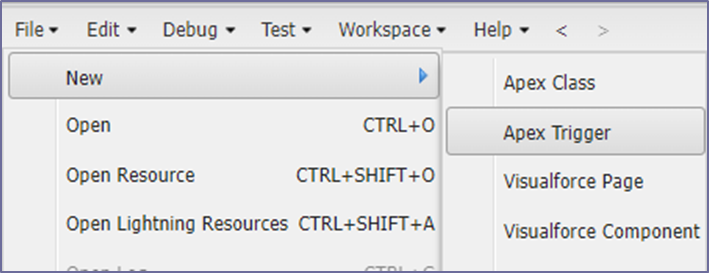 File Edit Debug Test Workspace Help < >
New
Apex Class
Open CTRL+O
Apex Trigger
Open Resource CTRL+SHIFT+O
Visualforce Page
Open Lightning Resources CTRL+SHIFT+A
Visualforce Component